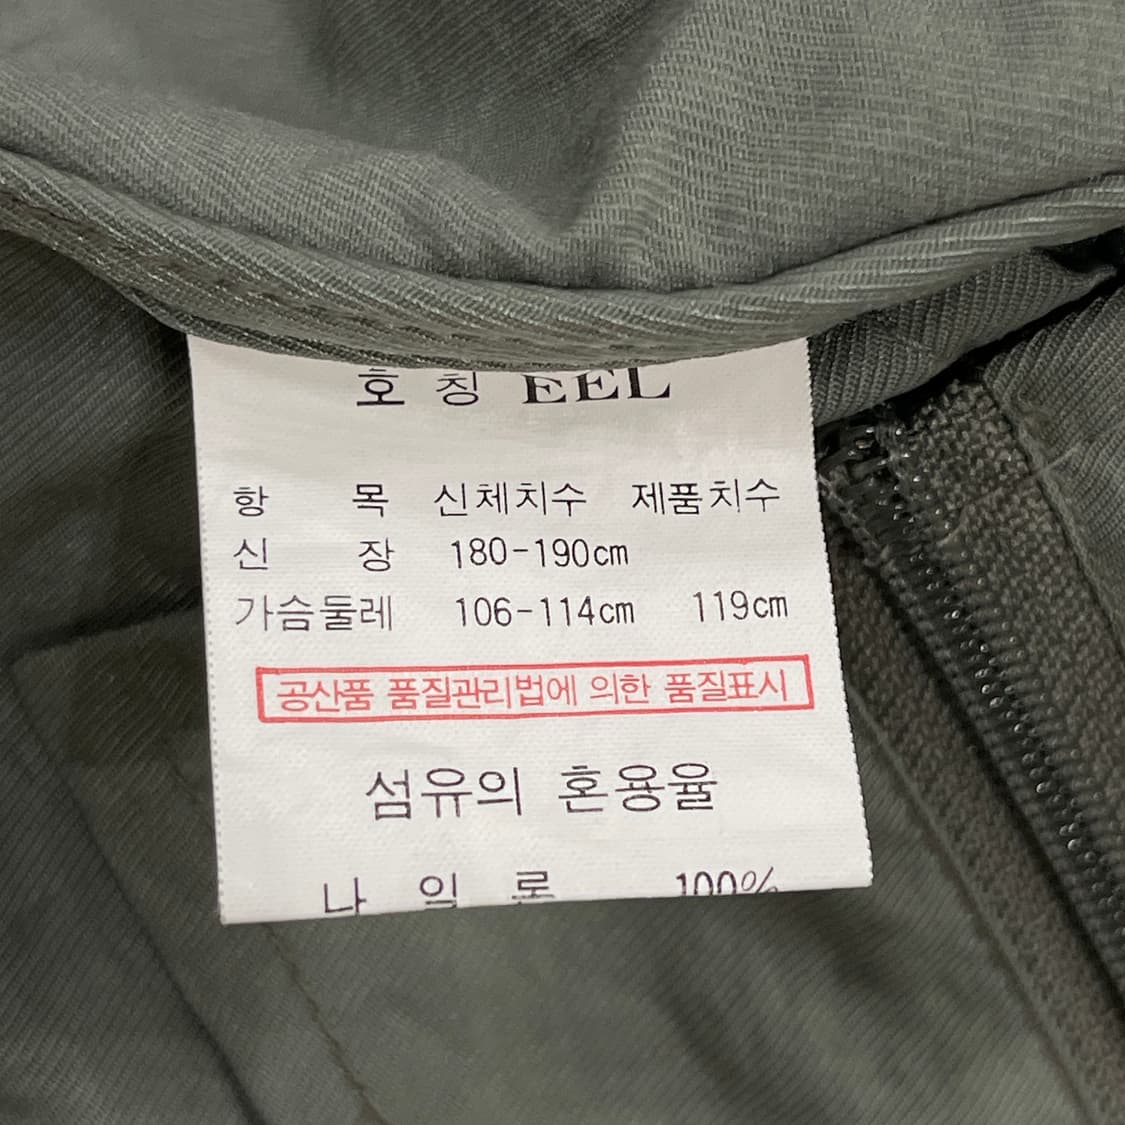 호 칭 EEL
항 목 신체치수 제품치수
신 장 180-190cm
가슴둘레 106-114cm 119cm
공산품 품질관리법에 의한 품질표시
섬유의 혼용율
나 일 론 100%